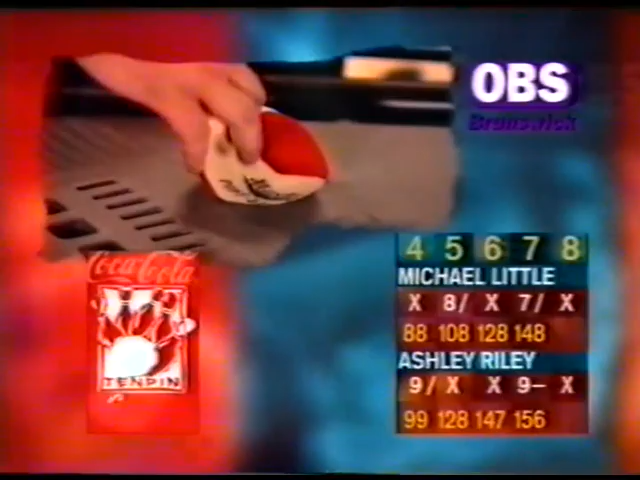 OBS
Brunswick
4 5 6 7 8
MICHAEL LITTLE
X 8/ X 7/ X
88 108 128 148
ASHLEY RILEY
9/ X X 9– X
99 128 147 156
Coca-Cola
TENPIN